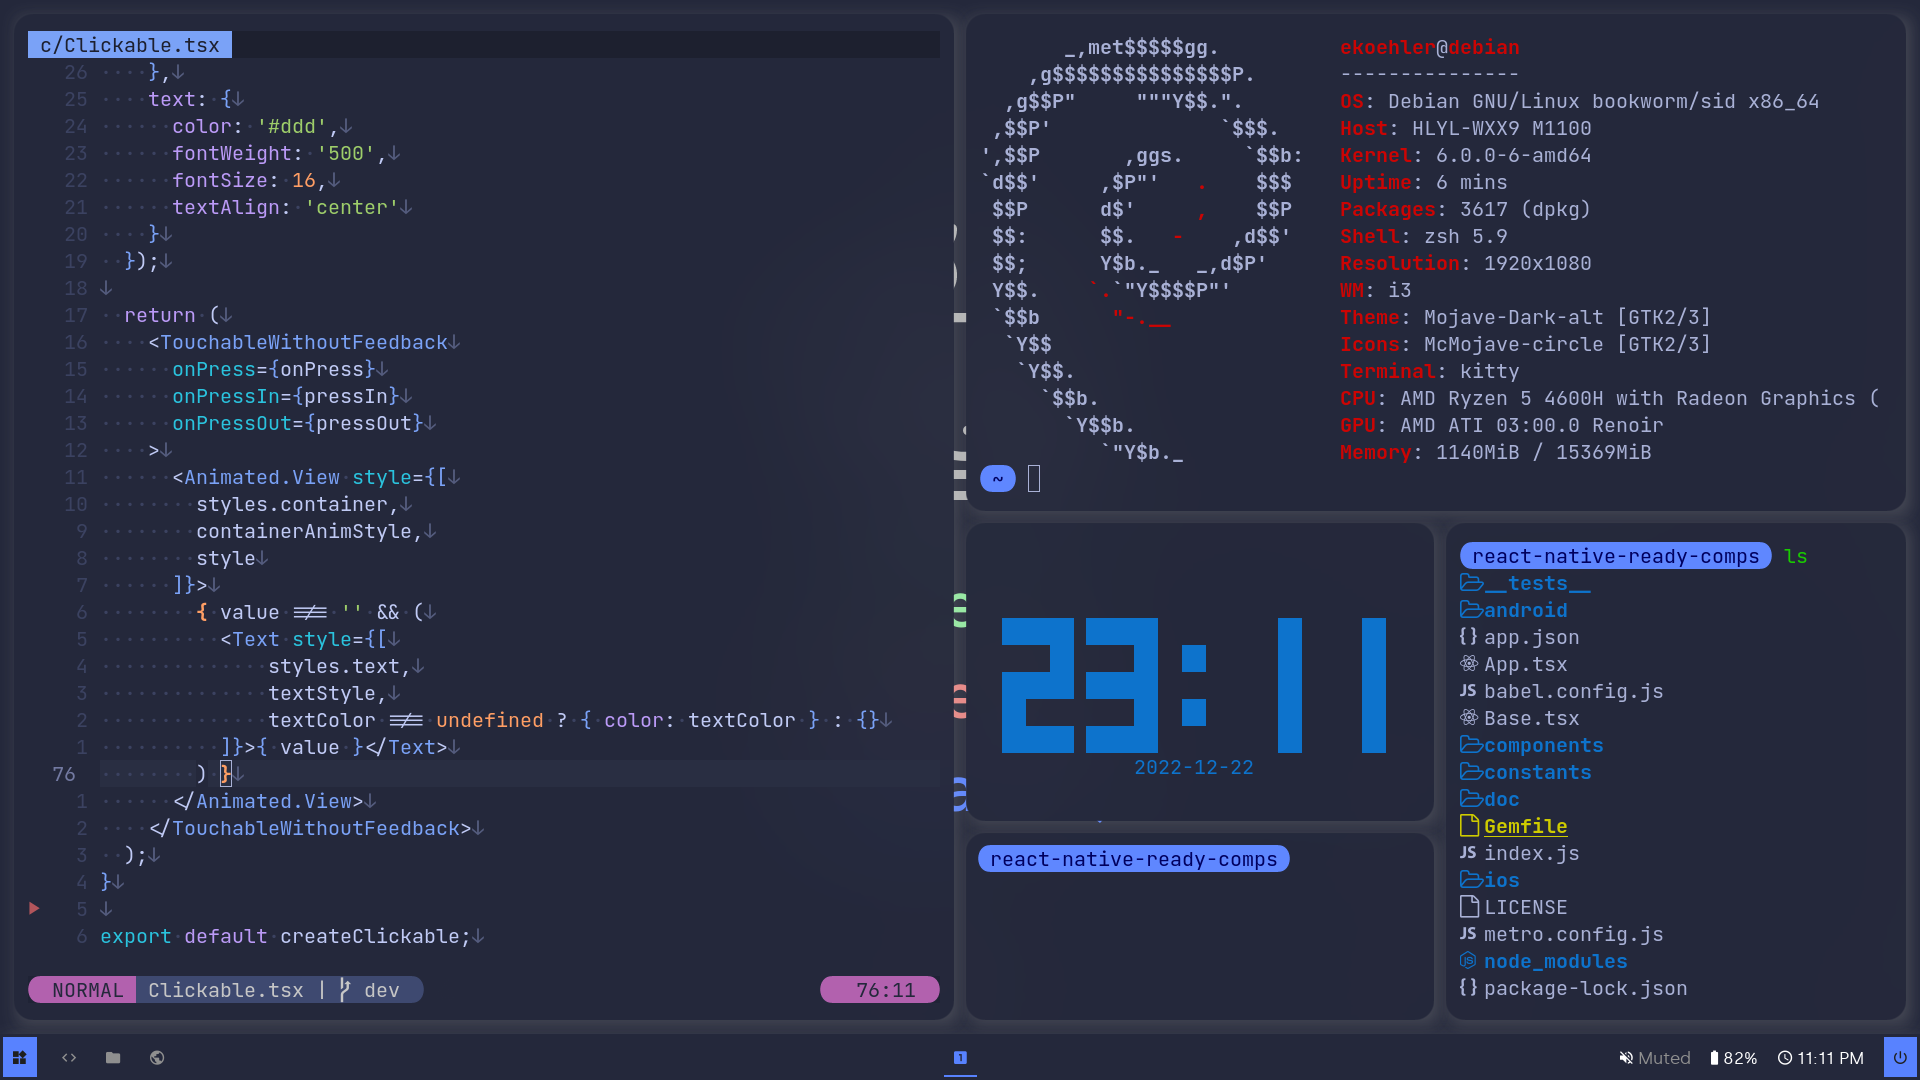 c/Clickable.tsx
26 },
25 text: {
24 color: '#ddd',
23 fontWeight: '500',
22 fontSize: 16,
21 textAlign: 'center'
20 }
19 });
18
17 return (
16 <TouchableWithoutFeedback
15 onPress={onPress}
14 onPressIn={pressIn}
13 onPressOut={pressOut}
12 >
11 <Animated.View style={[
10 styles.container,
9 containerAnimStyle,
8 style
7 ]}>
6 { value !== '' && (
5 <Text style={[
4 styles.text,
3 textStyle,
2 textColor !== undefined ? { color: textColor } : {}
1 ]}>{ value }</Text>
76 ) }
1 </Animated.View>
2 </TouchableWithoutFeedback>
3 );
4 }
5
6 export default createClickable;
NORMAL Clickable.tsx | dev 76:11
_,met$$$$$gg.
,g$$$$$$$$$$$$$$$P.
,g$$P" """Y$$.".
,$$P' `$$$.
',$$P ,ggs. `$$b:
`d$$' ,$P"' . $$$
$$P d$' , $$P
$$: $$. - ,d$$'
$$; Y$b._ _,d$P'
Y$$. `.`"Y$$$$P"'
`$$b "-.__
`Y$$
`Y$$.
`$$b.
`Y$$b.
`"Y$b._
ekoehler@debian
---------------
OS: Debian GNU/Linux bookworm/sid x86_64
Host: HLYL-WXX9 M1100
Kernel: 6.0.0-6-amd64
Uptime: 6 mins
Packages: 3617 (dpkg)
Shell: zsh 5.9
Resolution: 1920x1080
WM: i3
Theme: Mojave-Dark-alt [GTK2/3]
Icons: McMojave-circle [GTK2/3]
Terminal: kitty
CPU: AMD Ryzen 5 4600H with Radeon Graphics (
GPU: AMD ATI 03:00.0 Renoir
Memory: 1140MiB / 15369MiB
~
23:11
2022-12-22
react-native-ready-comps
react-native-ready-comps ls
__tests__
android
app.json
App.tsx
babel.config.js
Base.tsx
components
constants
doc
Gemfile
index.js
ios
LICENSE
metro.config.js
node_modules
package-lock.json
1
Muted 82% 11:11 PM